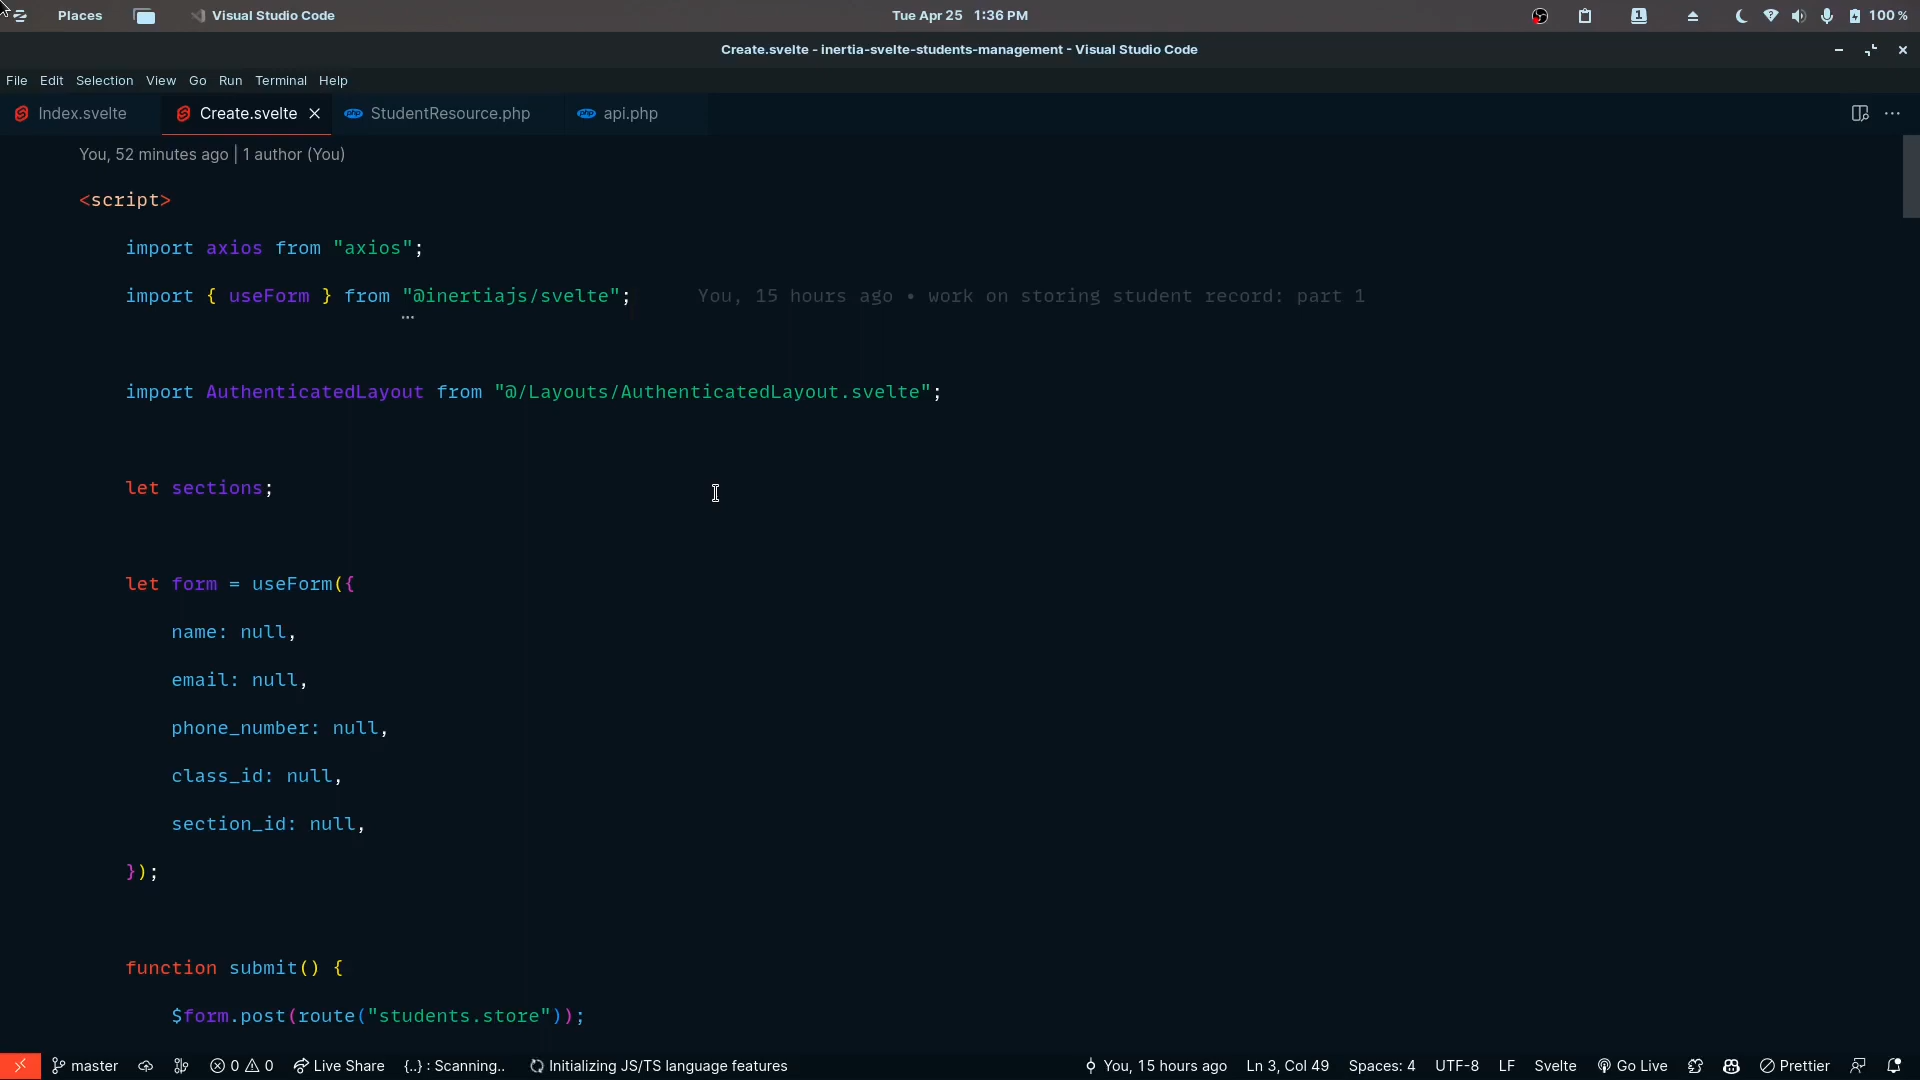 Places
Visual Studio Code
Tue Apr 25 1:36 PM
1
100 %
Create.svelte - inertia-svelte-students-management - Visual Studio Code
File Edit Selection View Go Run Terminal Help
Index.svelte
Create.svelte
php StudentResource.php
php api.php
You, 52 minutes ago | 1 author (You)
<script>
import axios from "axios";
import { useForm } from "@inertiajs/svelte"; You, 15 hours ago • work on storing student record: part 1
import AuthenticatedLayout from "@/Layouts/AuthenticatedLayout.svelte";
let sections;
let form = useForm({
name: null,
email: null,
phone_number: null,
class_id: null,
section_id: null,
});
function submit() {
$form.post(route("students.store"));
master 0 0 Live Share {..} : Scanning.. Initializing JS/TS language features You, 15 hours ago Ln 3, Col 49 Spaces: 4 UTF-8 LF Svelte Go Live Prettier